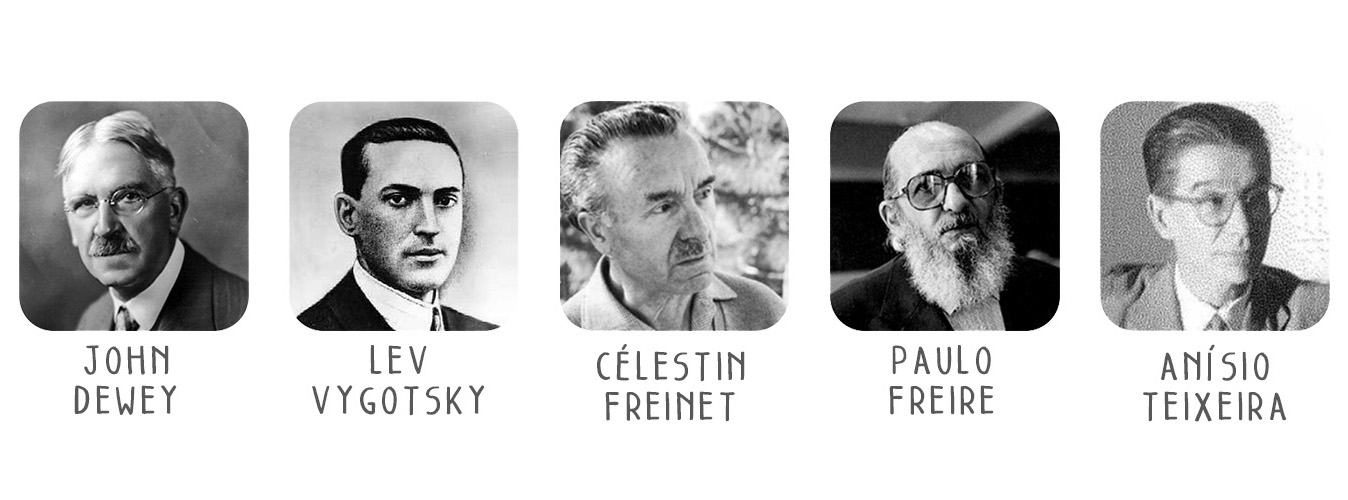 JOHN
DEWEY
LEV
VYGOTSKY
CÉLESTIN
FREINET
PAULO
FREIRE
ANÍSIO
TEIXEIRA